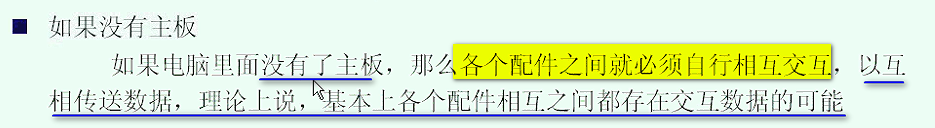 如果没有主板
如果电脑里面没有了主板，那么各个配件之间就必须自行相互交互，以互
相传送数据，理论上说，基本上各个配件相互之间都存在交互数据的可能